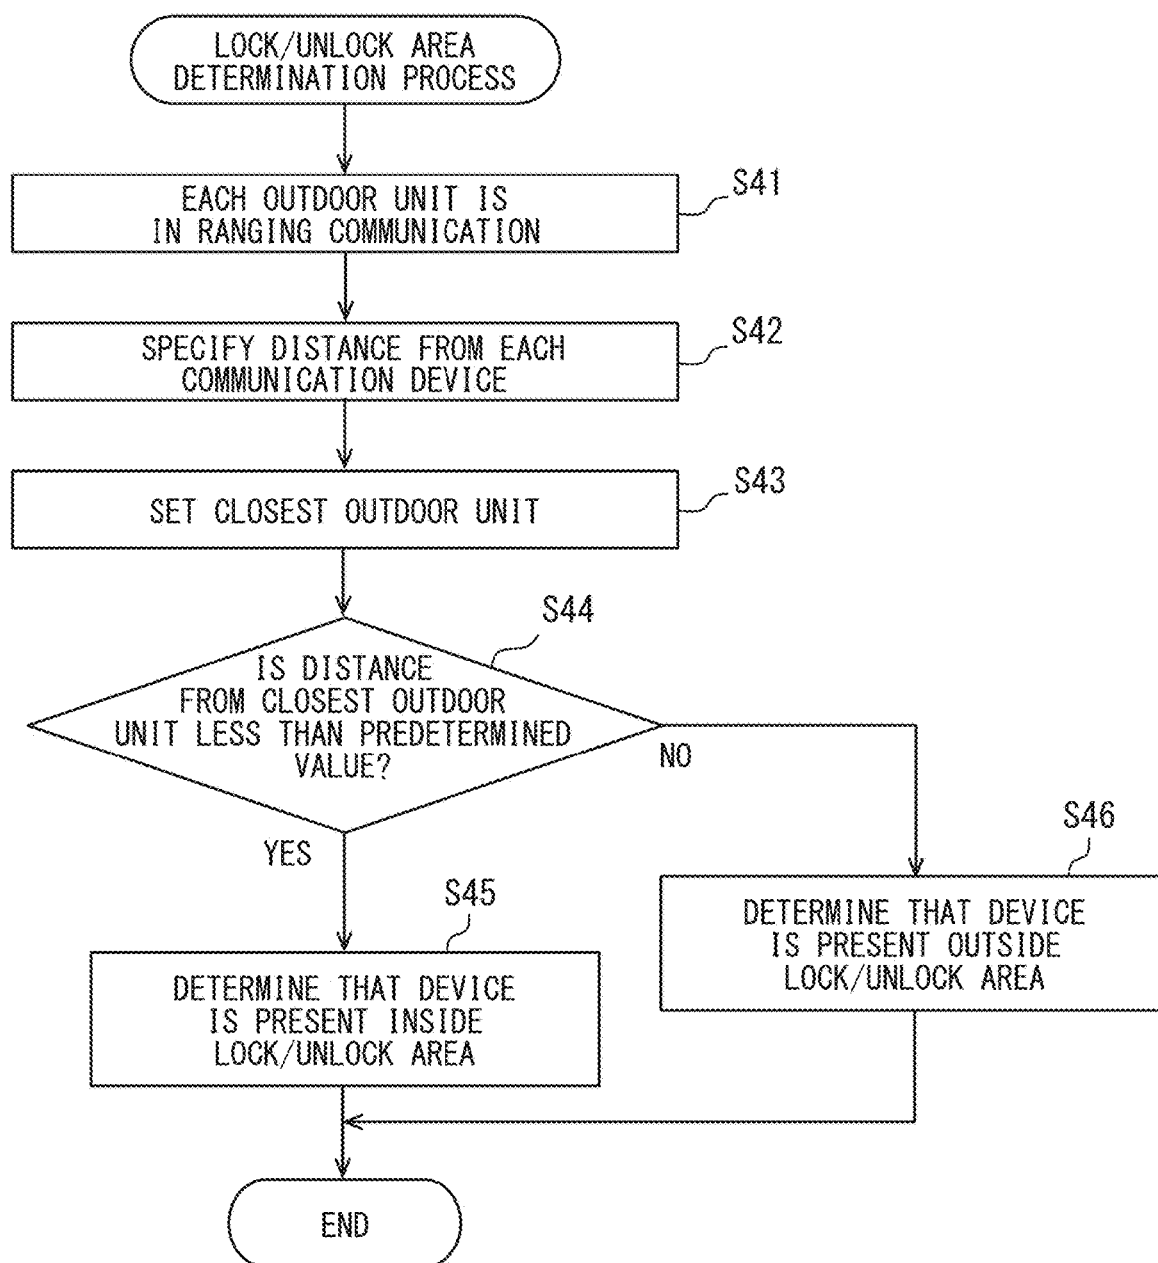 LOCK/UNLOCK AREA
DETERMINATION PROCESS
EACH OUTDOOR UNIT IS
IN RANGING COMMUNICATION
S41
SPECIFY DISTANCE FROM EACH
COMMUNICATION DEVICE
S42
SET CLOSEST OUTDOOR UNIT
S43
S44
IS DISTANCE
FROM CLOSEST OUTDOOR
UNIT LESS THAN PREDETERMINED
VALUE?
NO
YES
S45
DETERMINE THAT DEVICE
IS PRESENT INSIDE
LOCK/UNLOCK AREA
S46
DETERMINE THAT DEVICE
IS PRESENT OUTSIDE
LOCK/UNLOCK AREA
END